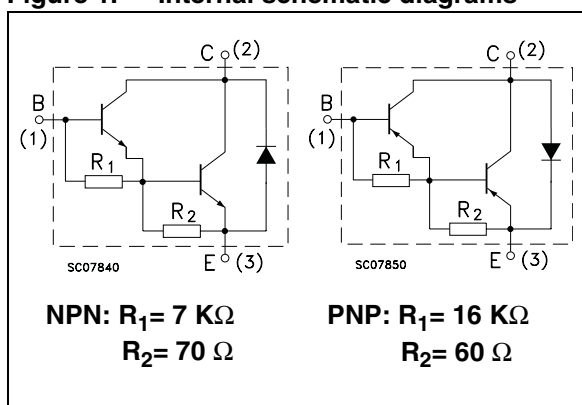 Figure 1. Internal schematic diagrams
C (2) C (2)
B B
(1) (1)
R1 R1
R2 R2
SC07840 E (3) SC07850 E (3)
NPN: R1= 7 KΩ PNP: R1= 16 KΩ
R2= 70 Ω R2= 60 Ω